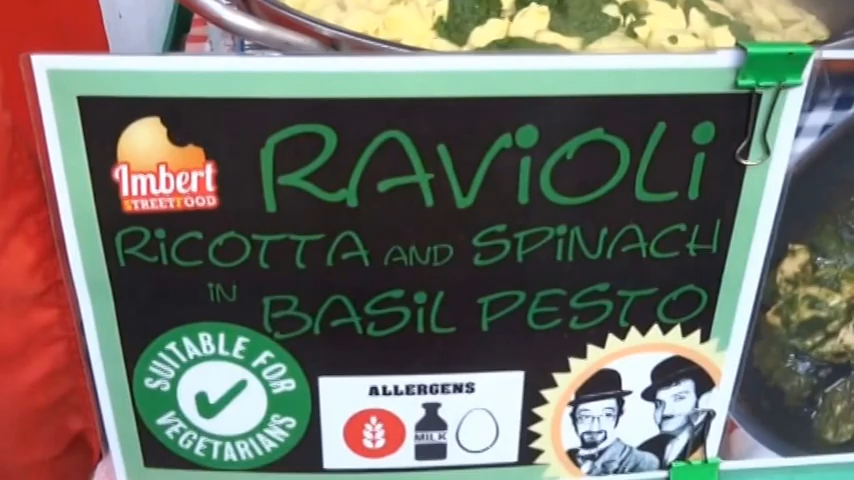 Imbert
STREETFOOD
RAViOLi
RiCOTTA AND SPiNACH
iN
BASiL PESTO
SUITABLE FOR
VEGETARIANS
ALLERGENS
MILK